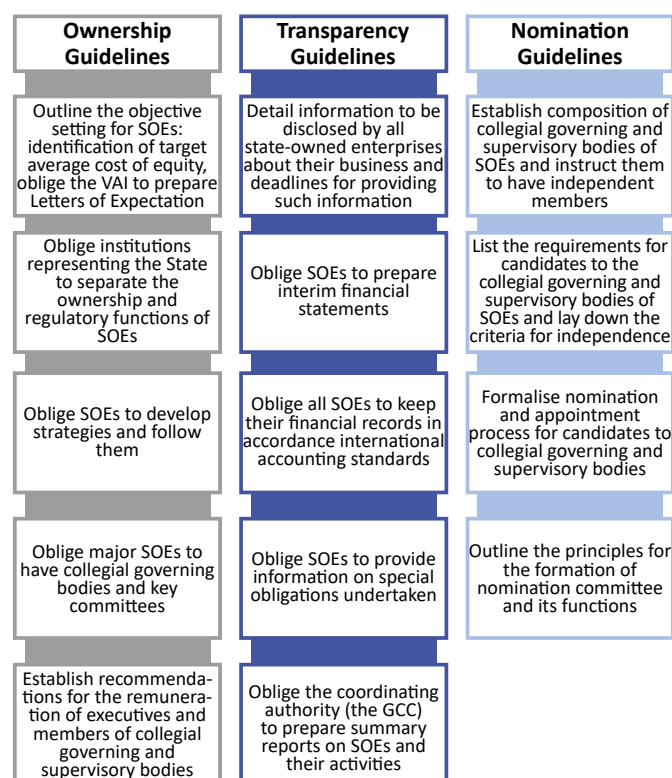 Ownership
Guidelines
Outline the objective
setting for SOEs:
identification of target
average cost of equity,
oblige the VAI to prepare
Letters of Expectation
Oblige institutions
representing the State
to separate the
ownership and
regulatory functions of
SOEs
Oblige SOEs to develop
strategies and follow
them
Oblige major SOEs to
have collegial governing
bodies and key
committees
Establish recommenda-
tions for the remunera-
tion of executives and
members of collegial
governing and
supervisory bodies
Transparency
Guidelines
Detail information to be
disclosed by all
state-owned enterprises
about their business and
deadlines for providing
such information
Oblige SOEs to prepare
interim financial
statements
Oblige all SOEs to keep
their financial records in
accordance international
accounting standards
Oblige SOEs to provide
information on special
obligations undertaken
Oblige the coordinating
authority (the GCC)
to prepare summary
reports on SOEs and
their activities
Nomination
Guidelines
Establish composition of
collegial governing and
supervisory bodies of
SOEs and instruct them
to have independent
members
List the requirements for
candidates to the
collegial governing and
supervisory bodies of
SOEs and lay down the
criteria for independence
Formalise nomination
and appointment
process for candidates to
collegial governing and
supervisory bodies
Outline the principles for
the formation of
nomination committee
and its functions